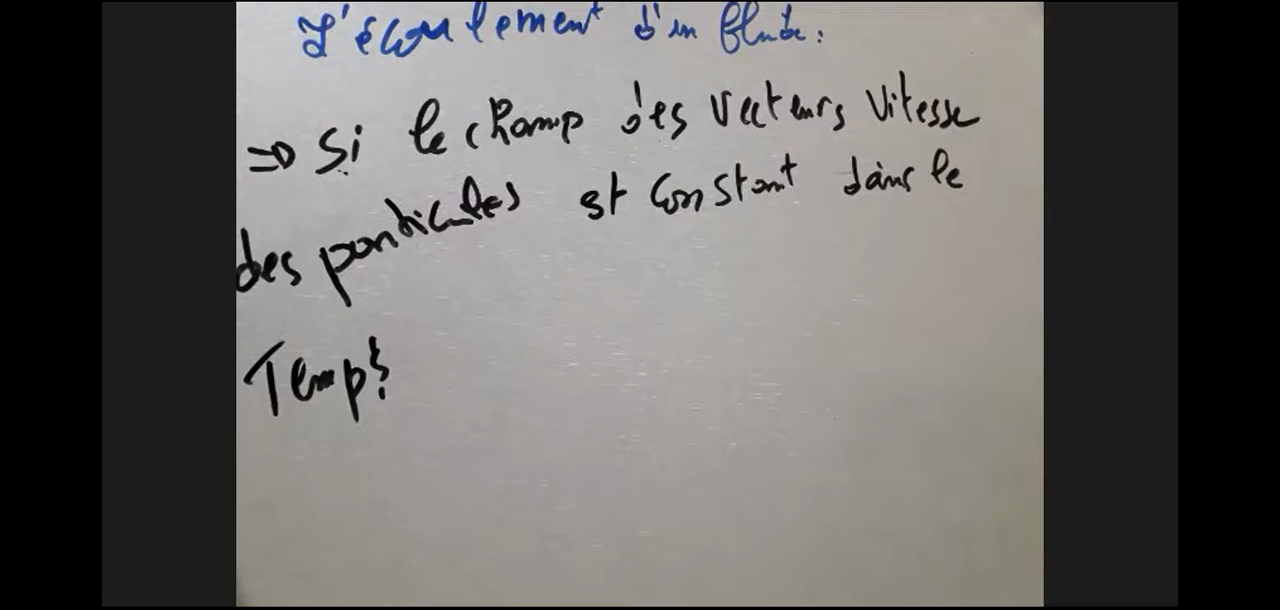 L'écoulement d'un fluide :
⇒ Si le champ des vecteurs vitesse
des particules est constant dans le
Temps